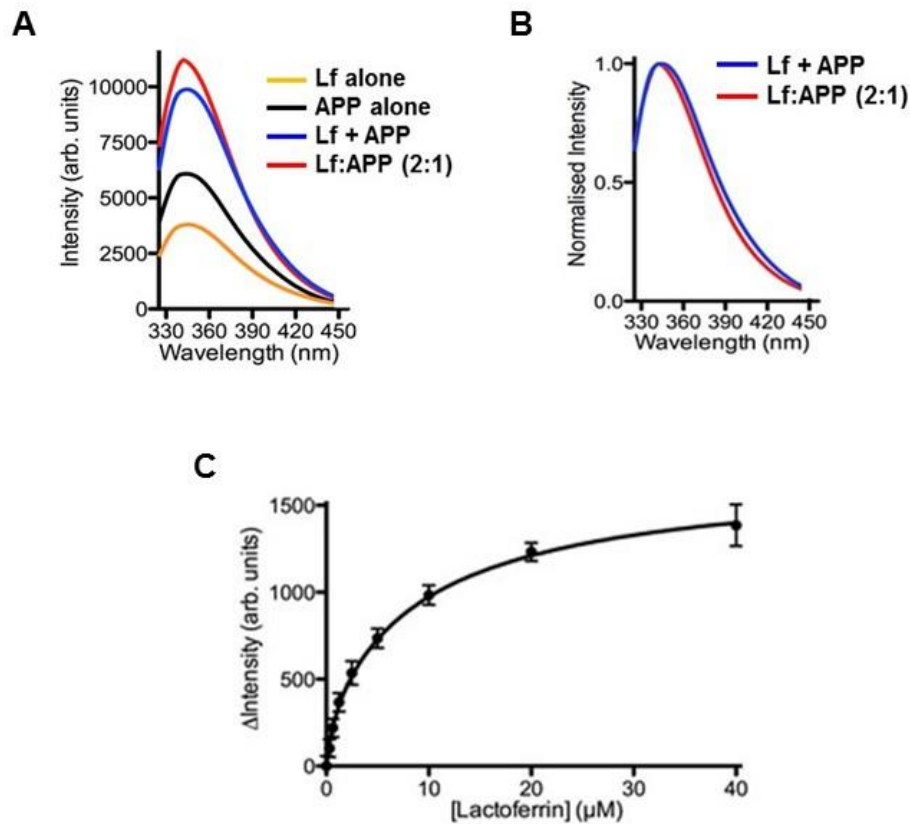 A
Intensity (arb. units)
10000
7500
5000
2500
0
330 360 390 420 450
Wavelength (nm)
Lf alone
APP alone
Lf + APP
Lf:APP (2:1)
B
Normalised Intensity
1.0
0.5
0.0
330 360 390 420 450
Wavelength (nm)
Lf + APP
Lf:APP (2:1)
C
ΔIntensity (arb. units)
1500
1000
500
0
0 10 20 30 40
[Lactoferrin] (µM)